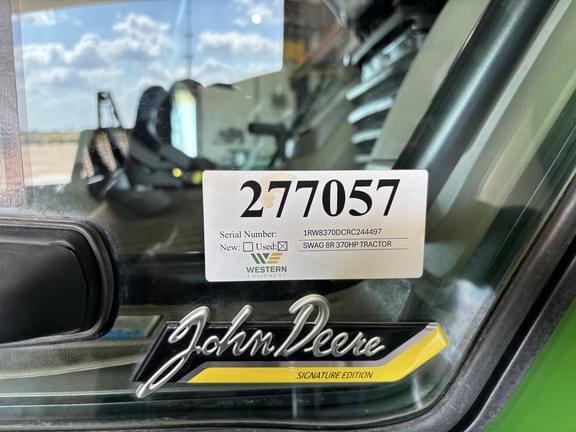 277057
Serial Number: 1RW8370DCRC244497
New: ☐ Used: ☒ SWAG 8R 370HP TRACTOR
WESTERN
EQUIPMENT
John Deere
SIGNATURE EDITION